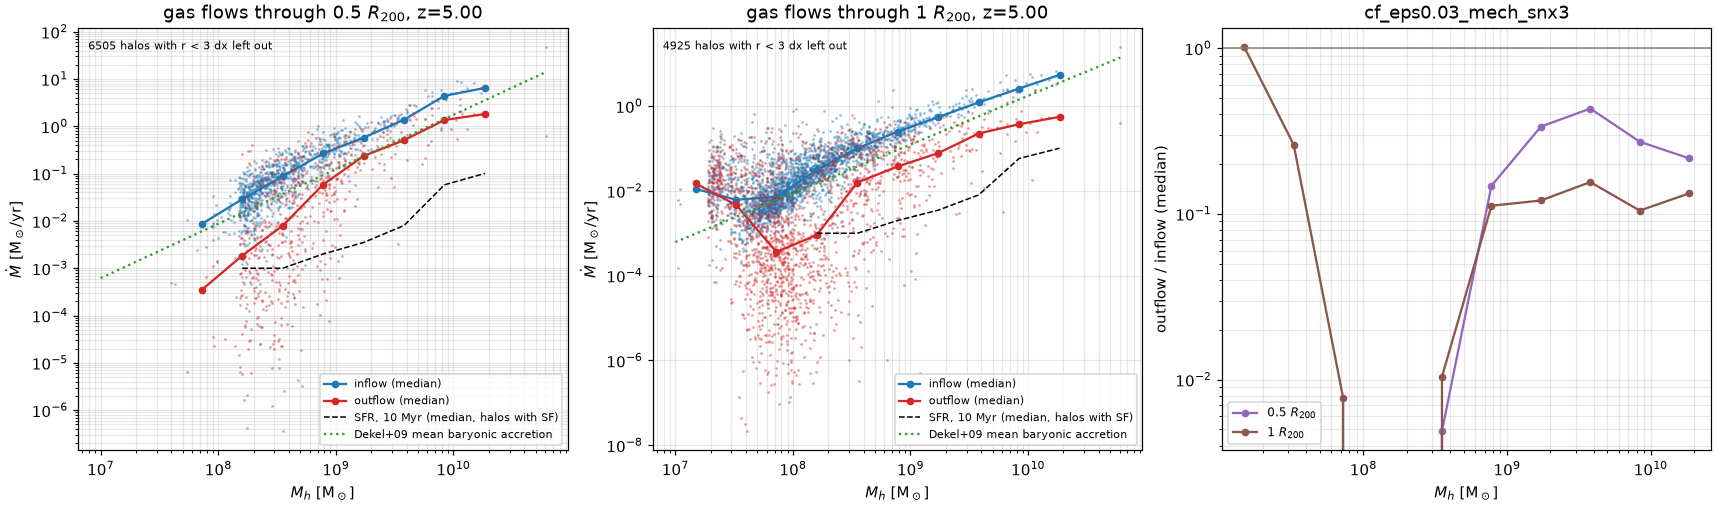 gas flows through 0.5 R200, z=5.00
6505 halos with r < 3 dx left out
10^2
10^1
10^0
10^-1
10^-2
10^-3
10^-4
10^-5
10^-6
Ṁ [M⊙/yr]
10^7
10^8
10^9
10^10
M_h [M⊙]
inflow (median)
outflow (median)
SFR, 10 Myr (median, halos with SF)
Dekel+09 mean baryonic accretion
gas flows through 1 R200, z=5.00
4925 halos with r < 3 dx left out
10^0
10^-2
10^-4
10^-6
10^-8
Ṁ [M⊙/yr]
10^7
10^8
10^9
10^10
M_h [M⊙]
inflow (median)
outflow (median)
SFR, 10 Myr (median, halos with SF)
Dekel+09 mean baryonic accretion
cf_eps0.03_mech_snx3
10^0
10^-1
10^-2
outflow / inflow (median)
10^8
10^9
10^10
M_h [M⊙]
0.5 R200
1 R200